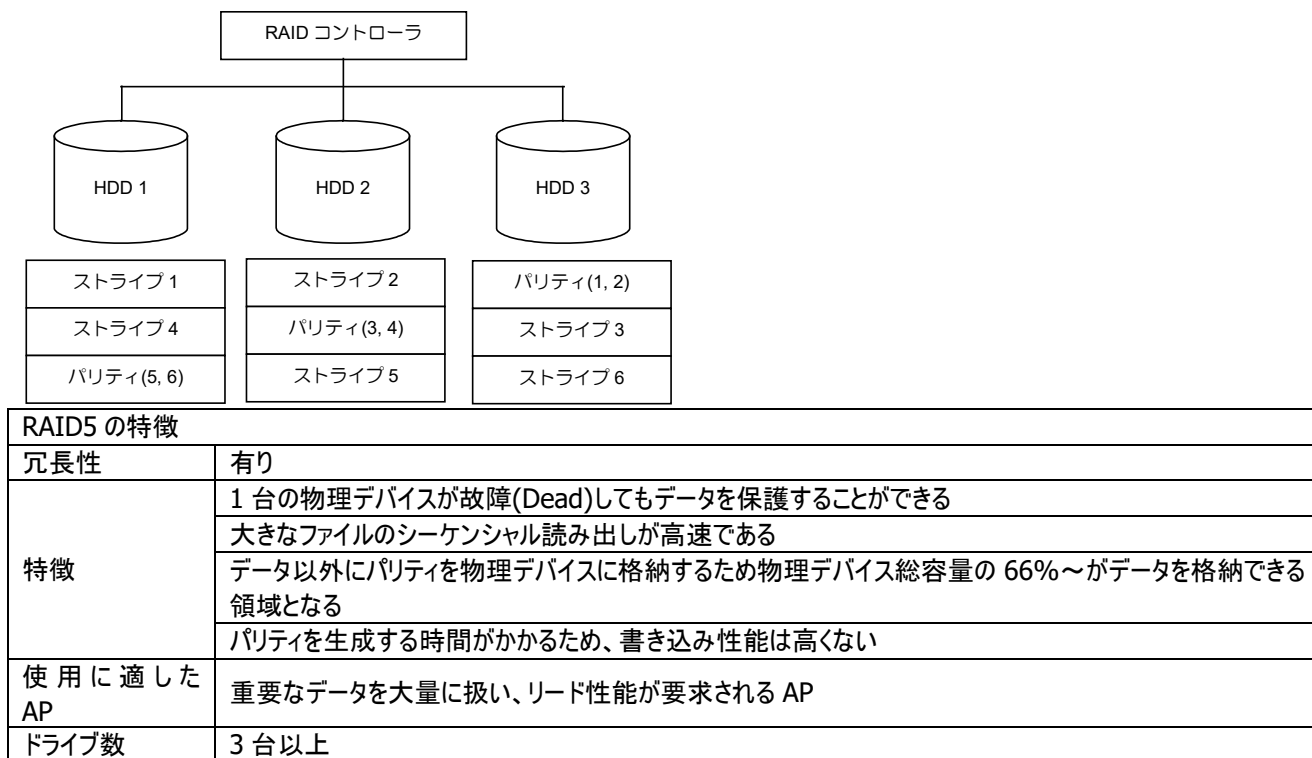 RAID コントローラ
HDD 1
HDD 2
HDD 3
ストライプ 1
ストライプ 2
パリティ(1, 2)
ストライプ 4
パリティ(3, 4)
ストライプ 3
パリティ(5, 6)
ストライプ 5
ストライプ 6
RAID5 の特徴
冗長性
有り
特徴
1 台の物理デバイスが故障(Dead)してもデータを保護することができる
大きなファイルのシーケンシャル読み出しが高速である
データ以外にパリティを物理デバイスに格納するため物理デバイス総容量の 66%～がデータを格納できる
領域となる
パリティを生成する時間がかかるため、書き込み性能は高くない
使用に適した
AP
重要なデータを大量に扱い、リード性能が要求される AP
ドライブ数
3 台以上